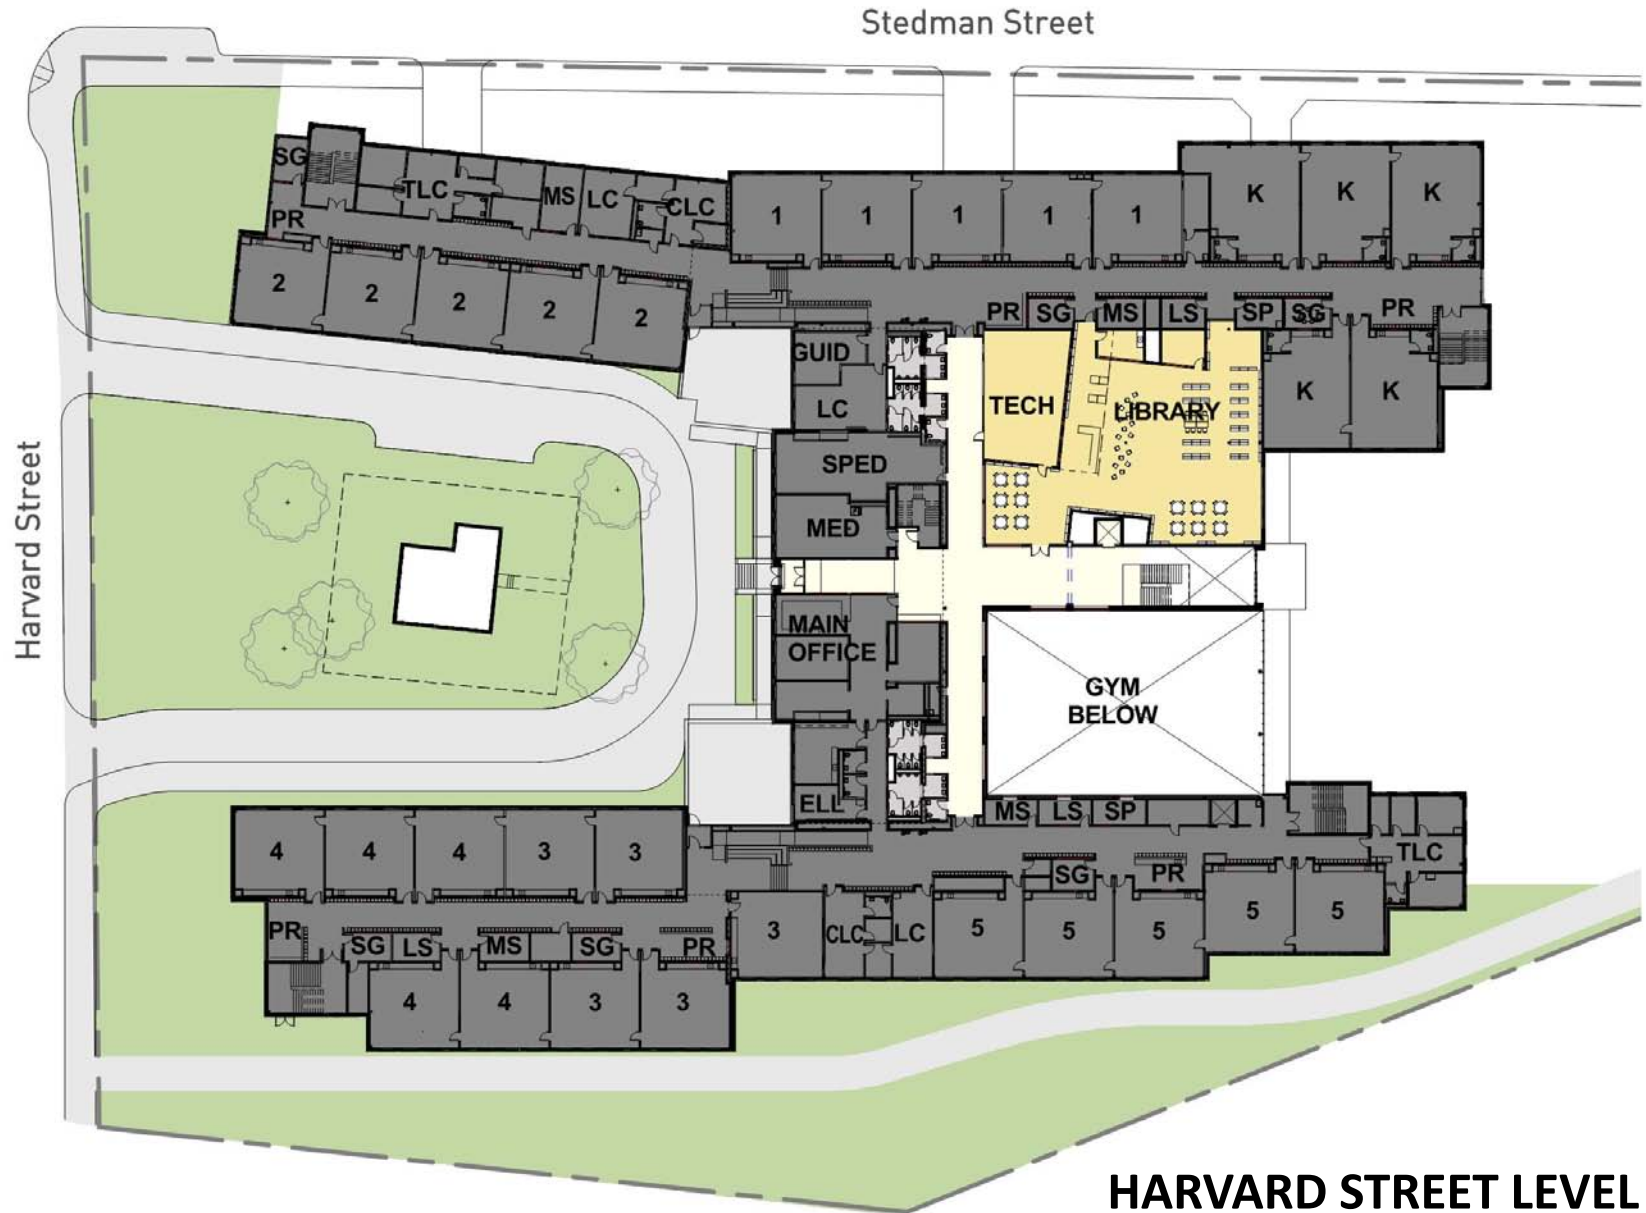 Stedman Street
SG
TLC
MS
LC
CLC
PR
1
1
1
1
1
K
K
K
2
2
2
2
2
PR
SG
MS
LS
SP
SG
PR
GUID
LC
TECH
LIBRARY
K
K
SPED
MED
Harvard Street
MAIN
OFFICE
GYM
BELOW
ELL
MS
LS
SP
TLC
4
4
4
3
3
SG
PR
PR
SG
LS
MS
SG
PR
3
CLC
LC
5
5
5
5
5
4
4
3
3
HARVARD STREET LEVEL